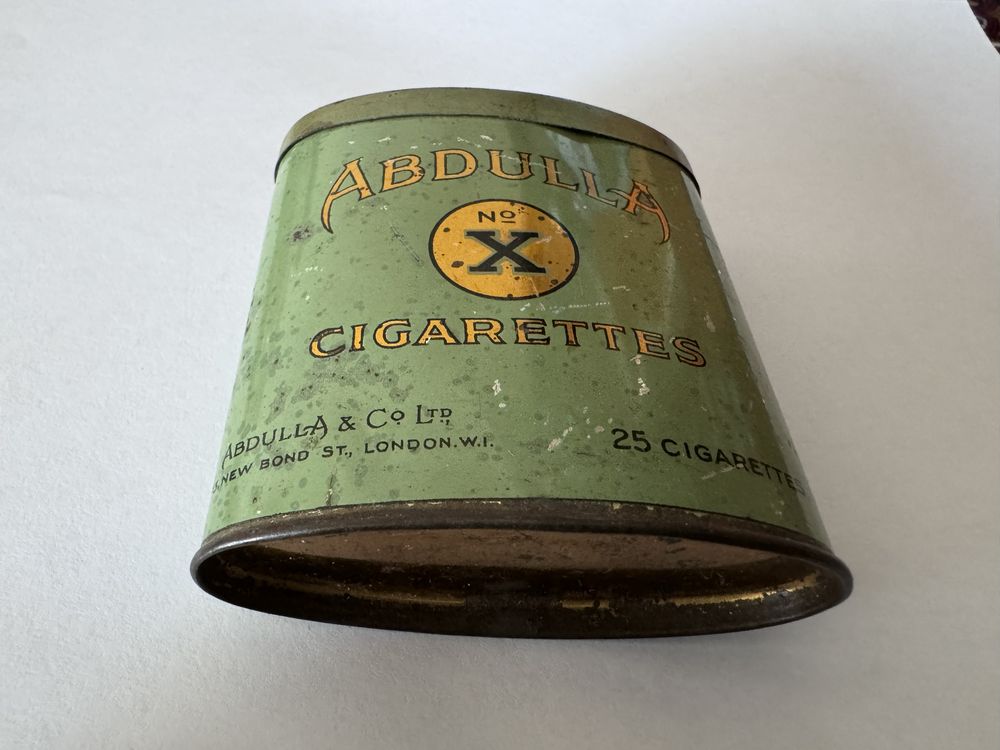 ABDULLA
Nº
X
CIGARETTES
ABDULLA & Cº LTD.,
NEW BOND ST., LONDON.W.I.
25 CIGARETTES